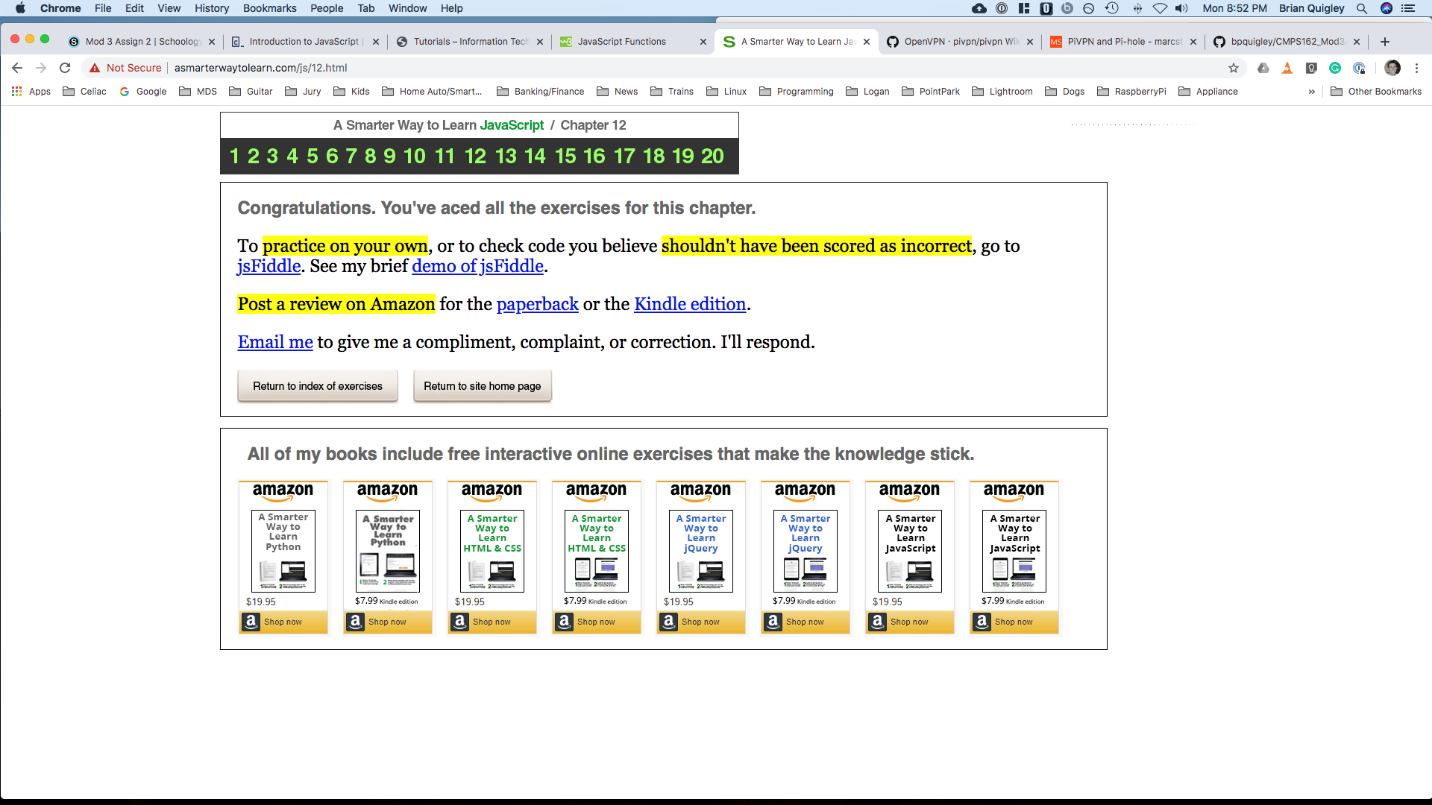 Chrome File Edit View History Bookmarks People Tab Window Help Mon 8:52 PM Brian Quigley
Mod 3 Assign 2 | Schoology Introduction to JavaScript | Tutorials – Information Tech JavaScript Functions A Smarter Way to Learn Jav OpenVPN - pivpn/pivpn Wiki PiVPN and Pi-hole - marcst bpquigley/CMPS162_Mod3
Not Secure asmarterwaytolearn.com/js/12.html
Apps Celiac Google MDS Guitar Jury Kids Home Auto/Smart... Banking/Finance News Trains Linux Programming Logan PointPark Lightroom Dogs RaspberryPi Appliance » Other Bookmarks
A Smarter Way to Learn JavaScript / Chapter 12
1 2 3 4 5 6 7 8 9 10 11 12 13 14 15 16 17 18 19 20
Congratulations. You've aced all the exercises for this chapter.
To practice on your own, or to check code you believe shouldn't have been scored as incorrect, go to
jsFiddle. See my brief demo of jsFiddle.
Post a review on Amazon for the paperback or the Kindle edition.
Email me to give me a compliment, complaint, or correction. I'll respond.
Return to index of exercises Return to site home page
All of my books include free interactive online exercises that make the knowledge stick.
amazon amazon amazon amazon amazon amazon amazon amazon
A Smarter Way to Learn Python
A Smarter Way to Learn Python
A Smarter Way to Learn HTML & CSS
A Smarter Way to Learn HTML & CSS
A Smarter Way to Learn jQuery
A Smarter Way to Learn jQuery
A Smarter Way to Learn JavaScript
A Smarter Way to Learn JavaScript
$19.95 $7.99 Kindle edition $19.95 $7.99 Kindle edition $19.95 $7.99 Kindle edition $19.95 $7.99 Kindle edition
Shop now Shop now Shop now Shop now Shop now Shop now Shop now Shop now